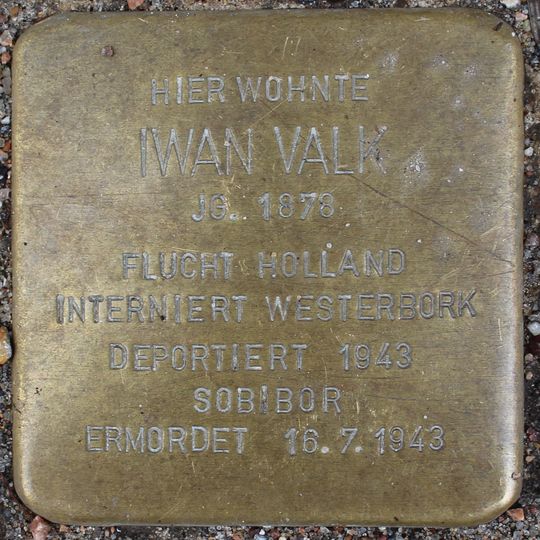 HIER WOHNTE
IWAN VALK
JG. 1878
FLUCHT HOLLAND
INTERNIERT WESTERBORK
DEPORTIERT 1943
SOBIBOR
ERMORDET 16.7.1943